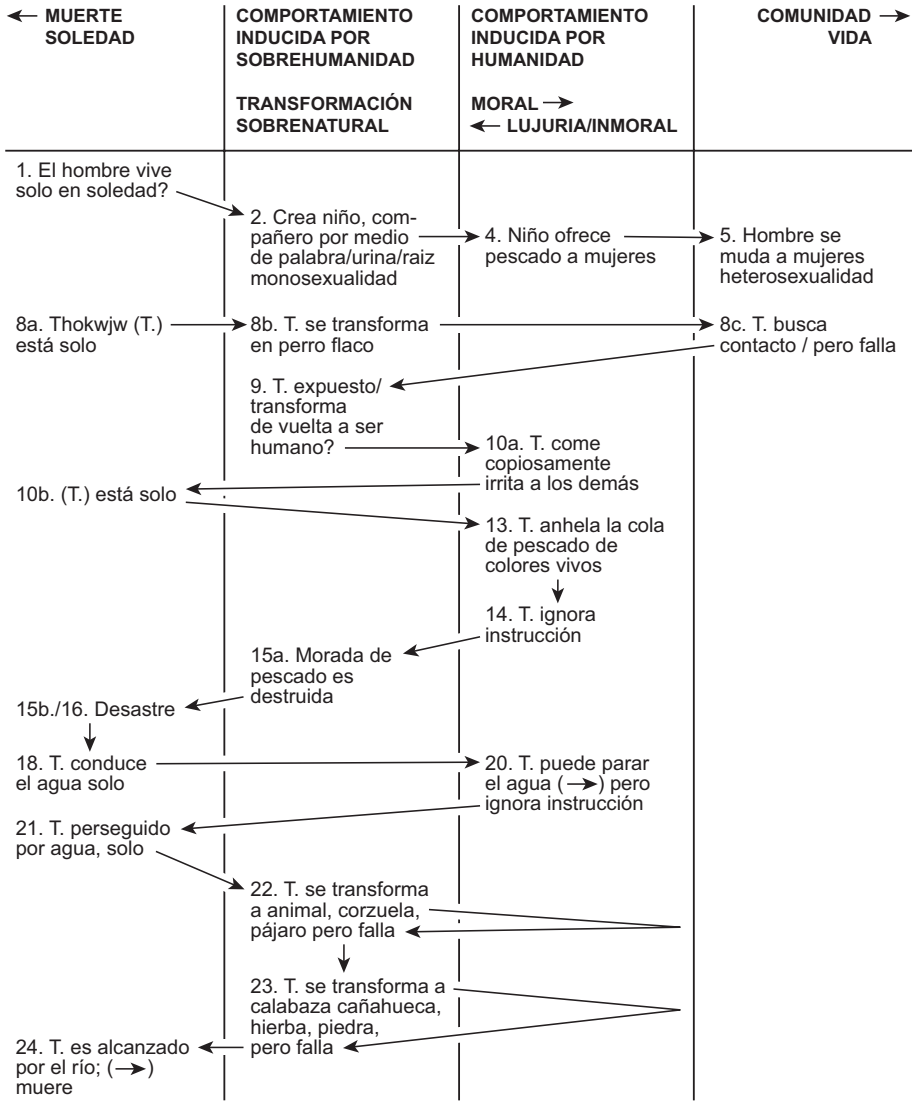 ← MUERTE
SOLEDAD
COMPORTAMIENTO
INDUCIDA POR
SOBREHUMANIDAD
TRANSFORMACIÓN
SOBRENATURAL
COMPORTAMIENTO
INDUCIDA POR
HUMANIDAD
MORAL →
← LUJURIA/INMORAL
COMUNIDAD →
VIDA
1. El hombre vive
solo en soledad?
2. Crea niño, com-
pañero por medio
de palabra/urina/raiz
monosexualidad
4. Niño ofrece
pescado a mujeres
5. Hombre se
muda a mujeres
heterosexualidad
8a. Thokwjw (T.)
está solo
8b. T. se transforma
en perro flaco
8c. T. busca
contacto / pero falla
9. T. expuesto/
transforma
de vuelta a ser
humano?
10a. T. come
copiosamente
irrita a los demás
10b. (T.) está solo
13. T. anhela la cola
de pescado de
colores vivos
14. T. ignora
instrucción
15a. Morada de
pescado es
destruida
15b./16. Desastre
18. T. conduce
el agua solo
20. T. puede parar
el agua (→) pero
ignora instrucción
21. T. perseguido
por agua, solo
22. T. se transforma
a animal, corzuela,
pájaro pero falla
23. T. se transforma a
calabaza cañahueca,
hierba, piedra,
pero falla
24. T. es alcanzado
por el río; (→)
muere